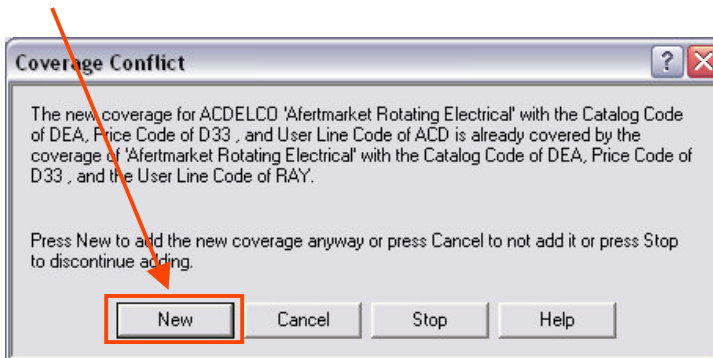 Coverage Conflict
The new coverage for ACDELCO 'Afertmarket Rotating Electrical' with the Catalog Code
of DEA, Price Code of D33 , and User Line Code of ACD is already covered by the
coverage of 'Afertmarket Rotating Electrical' with the Catalog Code of DEA, Price Code of
D33 , and the User Line Code of RAY.
Press New to add the new coverage anyway or press Cancel to not add it or press Stop
to discontinue adding.
New Cancel Stop Help